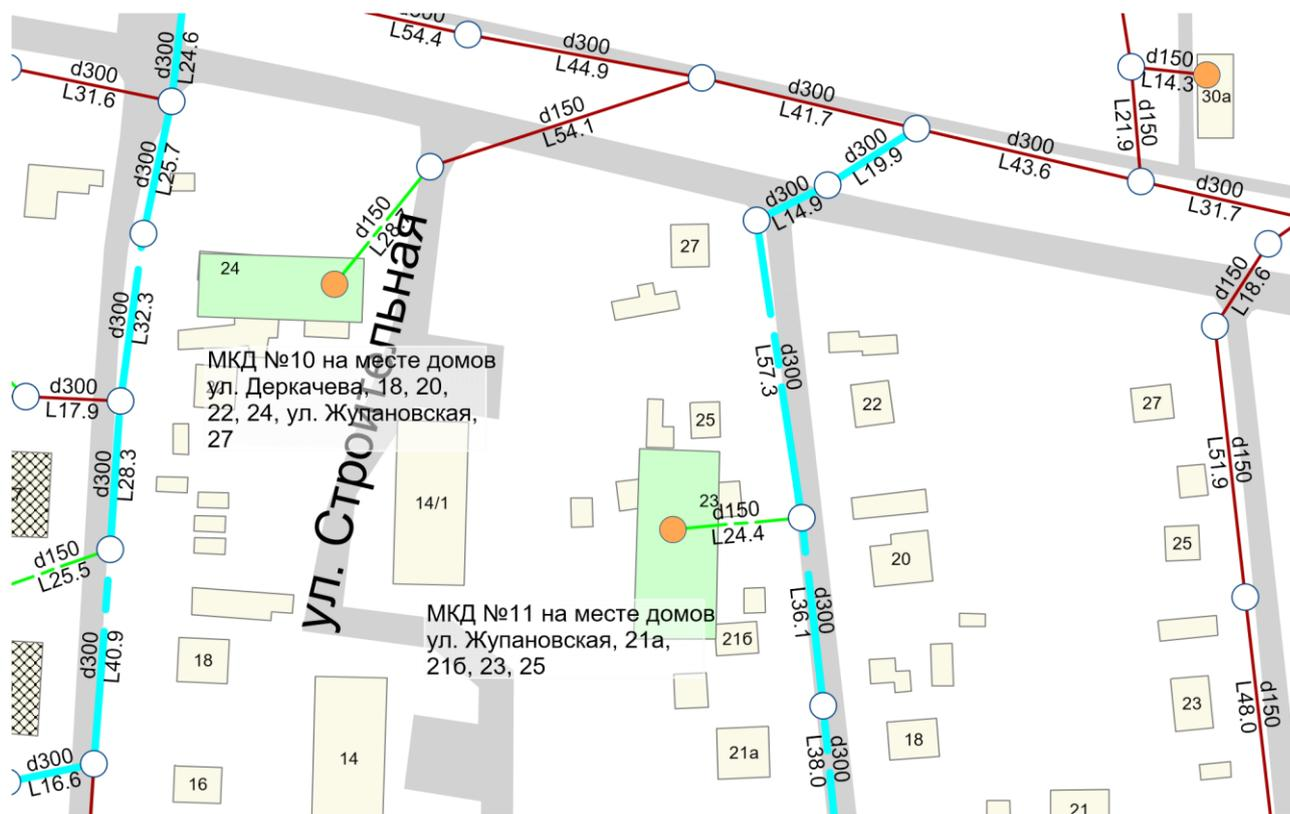 d300
L54.4
d300
L24.6
d300
L44.9
d300
L31.6
d150
L14.3
30а
d300
L41.7
d150
L54.1
d150
L21.9
d300
L25.7
d300
L19.9
d300
L43.6
d300
L14.9
d300
L31.7
d150
L28.7
24
27
d150
L18.6
d300
L32.3
ул. Строительная
МКД №10 на месте домов
ул. Деркачева, 18, 20,
22, 24, ул. Жупановская,
27
d300
L57.3
d300
L17.9
22
27
25
d300
L28.3
14/1
d150
L51.9
7
23
d150
L24.4
25
20
d150
L25.5
МКД №11 на месте домов
ул. Жупановская, 21а,
21б, 23, 25
d300
L36.1
21б
d300
L40.9
18
23
d150
L48.0
18
14
21а
d300
L38.0
d300
L16.6
16
21